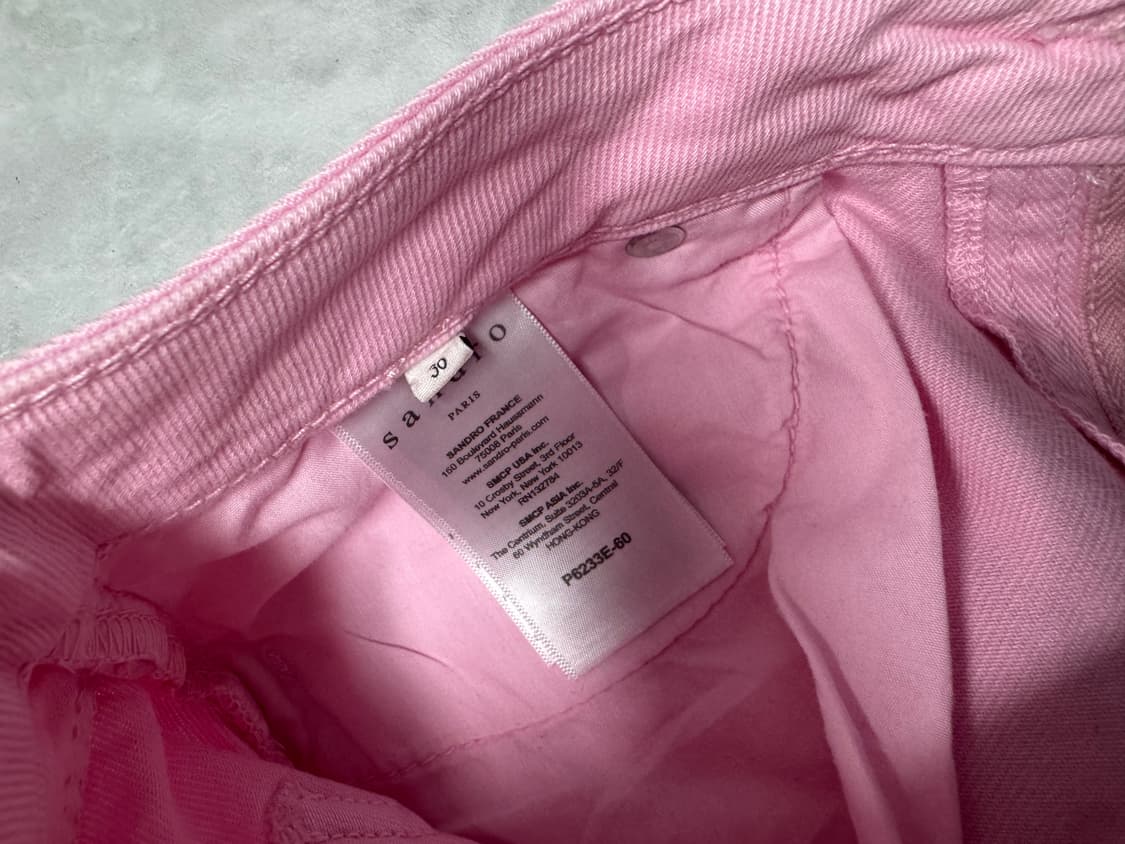 30
sandro
PARIS
SANDRO FRANCE
150 Boulevard Haussmann
75008 Paris
www.sandro-paris.com
SMCP USA Inc.
10 Crosby Street, 3rd Floor
New York, New York 10013
RN132784
SMCP ASIA Inc.
The Centrium, Suite 3203A-6A, 32/F
60 Wyndham Street, Central
HONG-KONG
P6233E-60